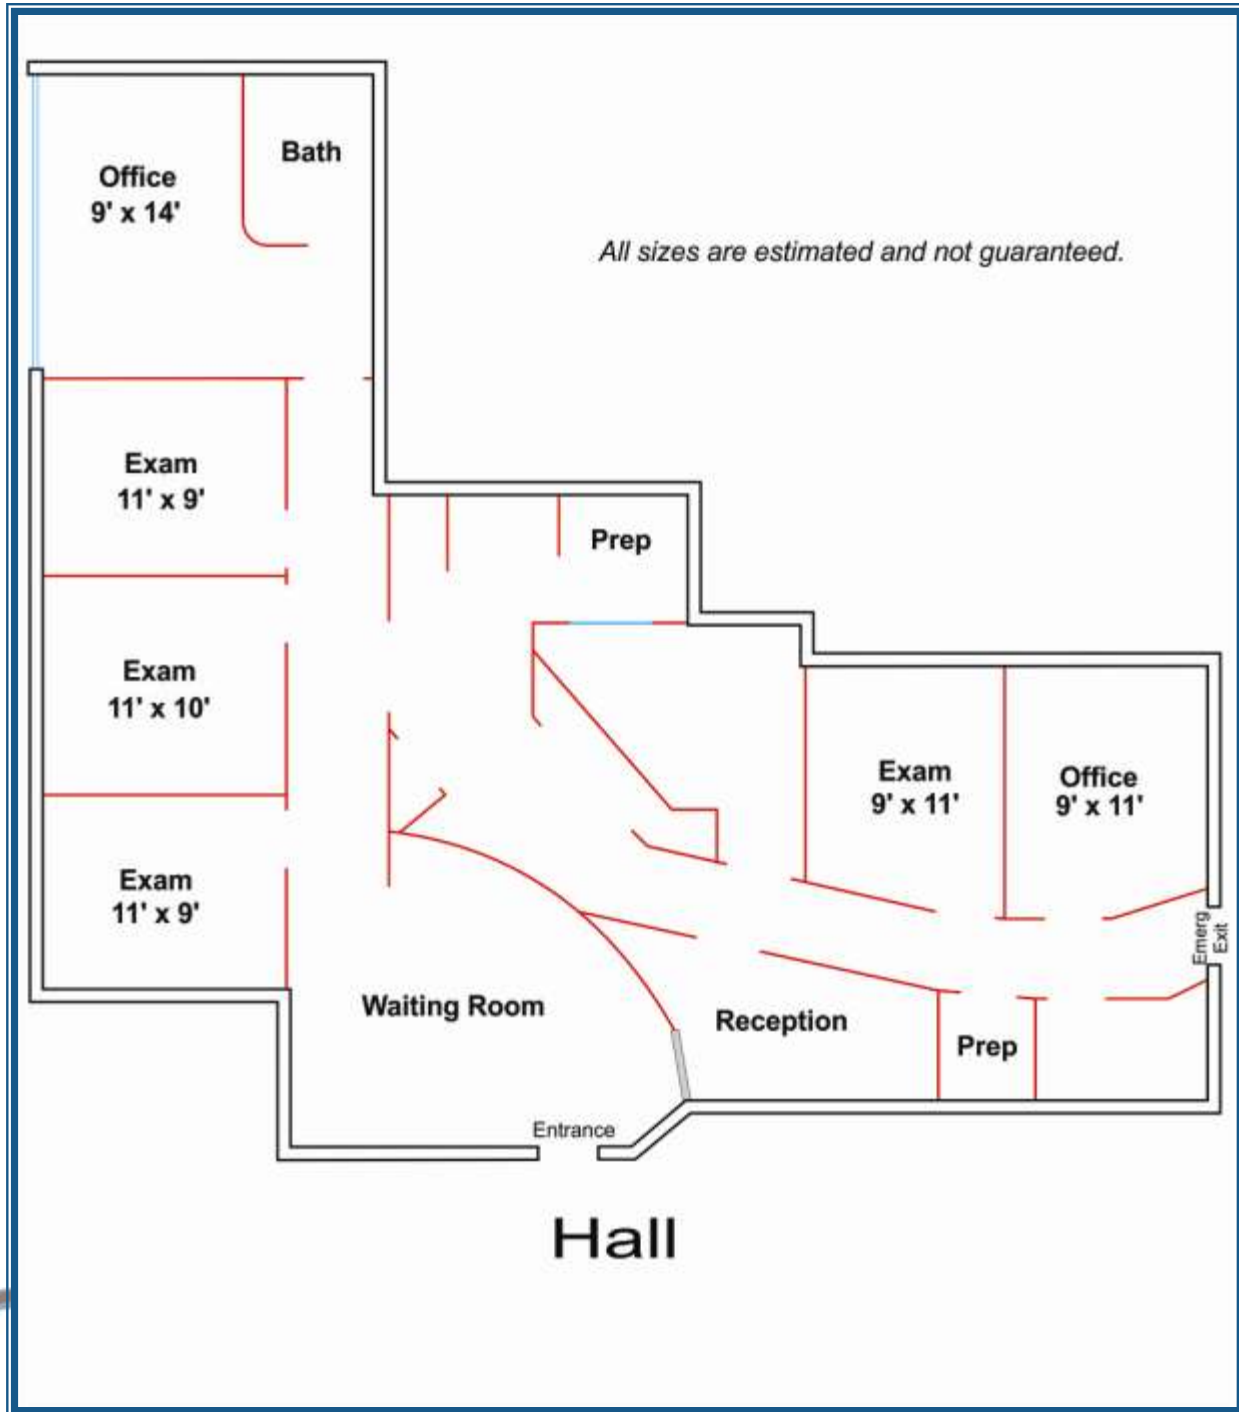 Bath
Office
9' x 14'
All sizes are estimated and not guaranteed.
Exam
11' x 9'
Prep
Exam
11' x 10'
Exam
9' x 11'
Office
9' x 11'
Exam
11' x 9'
Emerg
Exit
Waiting Room
Reception
Prep
Entrance
Hall